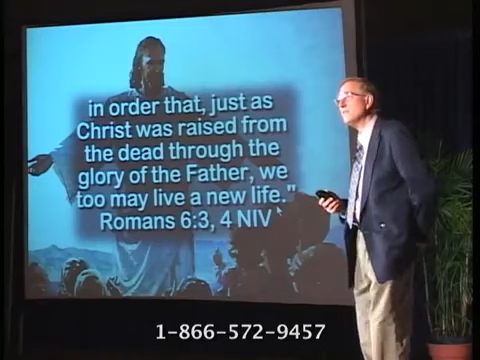 in order that, just as
Christ was raised from
the dead through the
glory of the Father, we
too may live a new life."
Romans 6:3, 4 NIV
1-866-572-9457